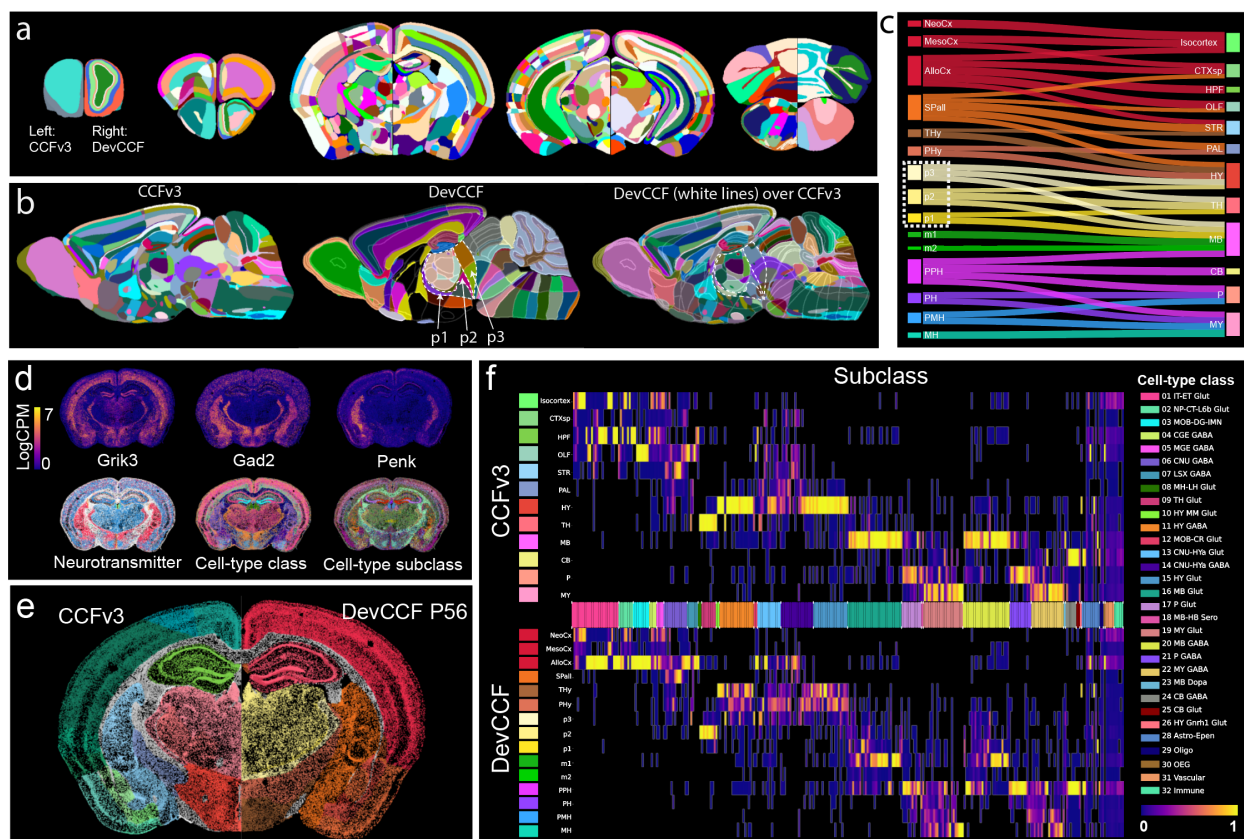 a
Left: Right:
CCFv3 DevCCF
b
CCFv3
DevCCF
DevCCF (white lines) over CCFv3
p1 p2 p3
c
NeoCx
MesoCx
AlloCx
SPall
THy
PHy
p3
p2
p1
m1
m2
PPH
PH
PMH
MH
Isocortex
CTXsp
HPF
OLF
STR
PAL
HY
TH
MB
CB
P
MY
d
LogCPM
7
0
Grik3
Gad2
Penk
Neurotransmitter
Cell-type class
Cell-type subclass
e
CCFv3
DevCCF P56
f
Subclass
CCFv3
Isocortex
CTXsp
HPF
OLF
STR
PAL
HY
TH
MB
CB
P
MY
DevCCF
NeoCx
MesoCx
AlloCx
SPall
THy
PHy
p3
p2
p1
m1
m2
PPH
PH
PMH
MH
Cell-type class
01 IT-ET Glut
02 NP-CT-L6b Glut
03 MOB-DG-IMN
04 CGE GABA
05 MGE GABA
06 CNU GABA
07 LSX GABA
08 MH-LH Glut
09 TH Glut
10 HY MM Glut
11 HY GABA
12 MOB-CR Glut
13 CNU-HYa Glut
14 CNU-HYa GABA
15 HY Glut
16 MB Glut
17 P Glut
18 MB-HB Sero
19 MY Glut
20 MB GABA
21 P GABA
22 MY GABA
23 MB Dopa
24 CB GABA
25 CB Glut
26 HY Gnrh1 Glut
28 Astro-Epen
29 Oligo
30 OEG
31 Vascular
32 Immune
0 1